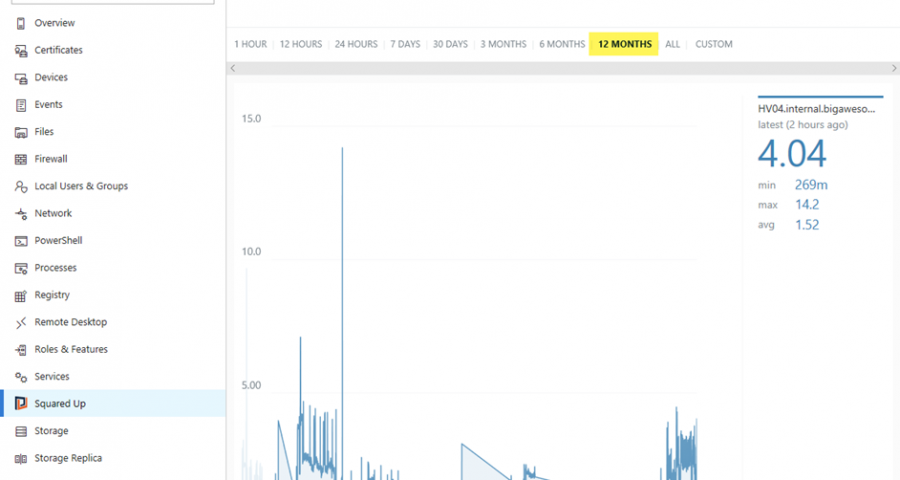 Overview
Certificates
Devices
Events
Files
Firewall
Local Users & Groups
Network
PowerShell
Processes
Registry
Remote Desktop
Roles & Features
Services
Squared Up
Storage
Storage Replica
1 HOUR 12 HOURS 24 HOURS 7 DAYS 30 DAYS 3 MONTHS 6 MONTHS 12 MONTHS ALL CUSTOM
15.0
10.0
5.00
HV04.internal.bigaweso...
latest (2 hours ago)
4.04
min 269m
max 14.2
avg 1.52